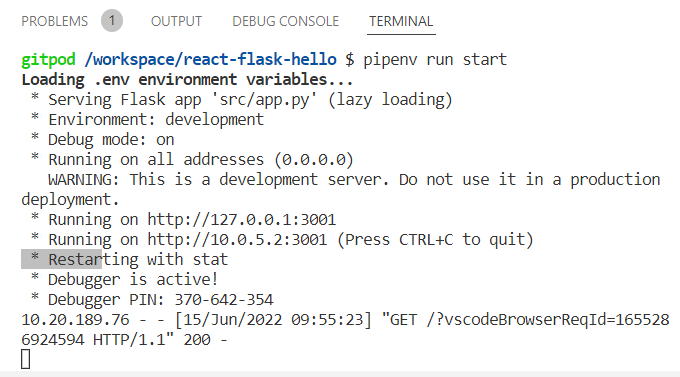 PROBLEMS 1 OUTPUT DEBUG CONSOLE TERMINAL
gitpod /workspace/react-flask-hello $ pipenv run start
Loading .env environment variables...
* Serving Flask app 'src/app.py' (lazy loading)
* Environment: development
* Debug mode: on
* Running on all addresses (0.0.0.0)
WARNING: This is a development server. Do not use it in a production
deployment.
* Running on http://127.0.0.1:3001
* Running on http://10.0.5.2:3001 (Press CTRL+C to quit)
* Restarting with stat
* Debugger is active!
* Debugger PIN: 370-642-354
10.20.189.76 - - [15/Jun/2022 09:55:23] "GET /?vscodeBrowserReqId=165528
6924594 HTTP/1.1" 200 -